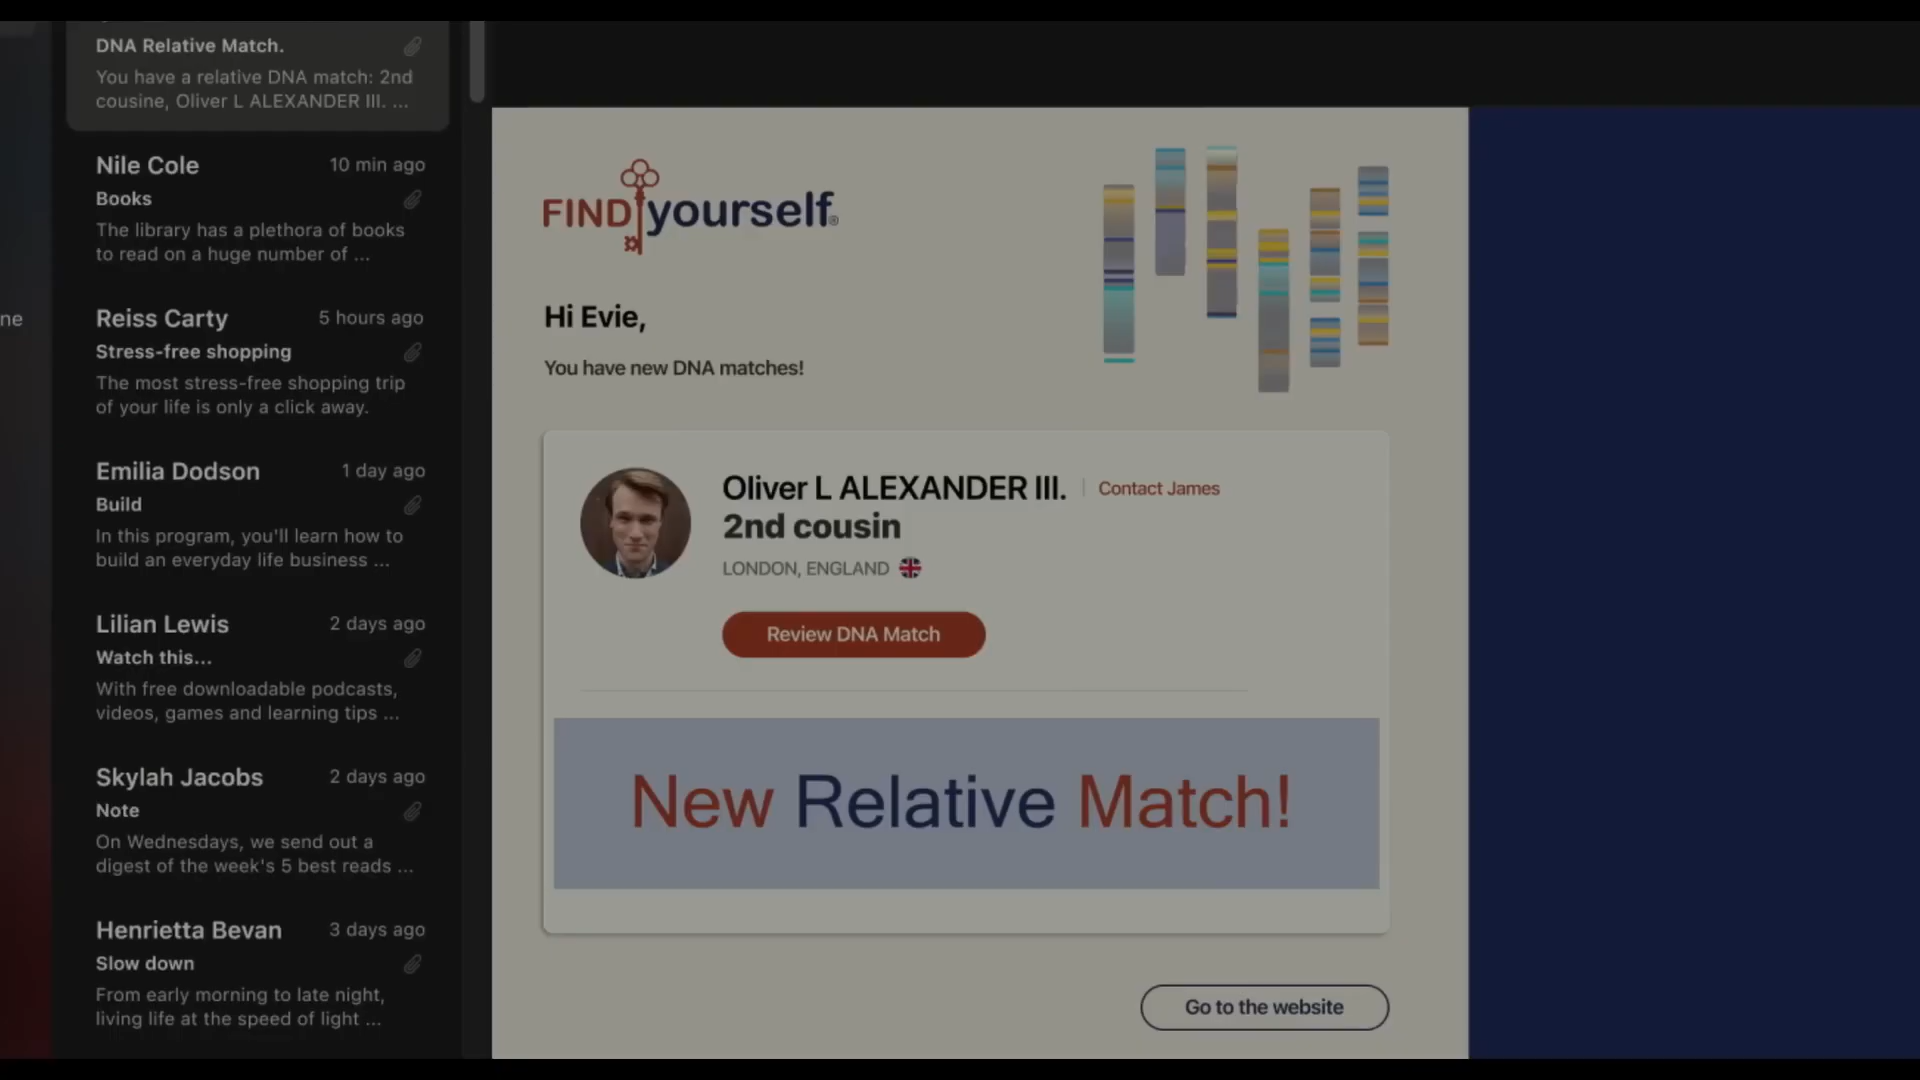 ne
DNA Relative Match.
You have a relative DNA match: 2nd
cousine, Oliver L ALEXANDER III. ...
Nile Cole 10 min ago
Books
The library has a plethora of books
to read on a huge number of ...
Reiss Carty 5 hours ago
Stress-free shopping
The most stress-free shopping trip
of your life is only a click away.
Emilia Dodson 1 day ago
Build
In this program, you'll learn how to
build an everyday life business ...
Lilian Lewis 2 days ago
Watch this...
With free downloadable podcasts,
videos, games and learning tips ...
Skylah Jacobs 2 days ago
Note
On Wednesdays, we send out a
digest of the week's 5 best reads ...
Henrietta Bevan 3 days ago
Slow down
From early morning to late night,
living life at the speed of light ...
FIND yourself®
Hi Evie,
You have new DNA matches!
Oliver L ALEXANDER III. | Contact James
2nd cousin
LONDON, ENGLAND
Review DNA Match
New Relative Match!
Go to the website